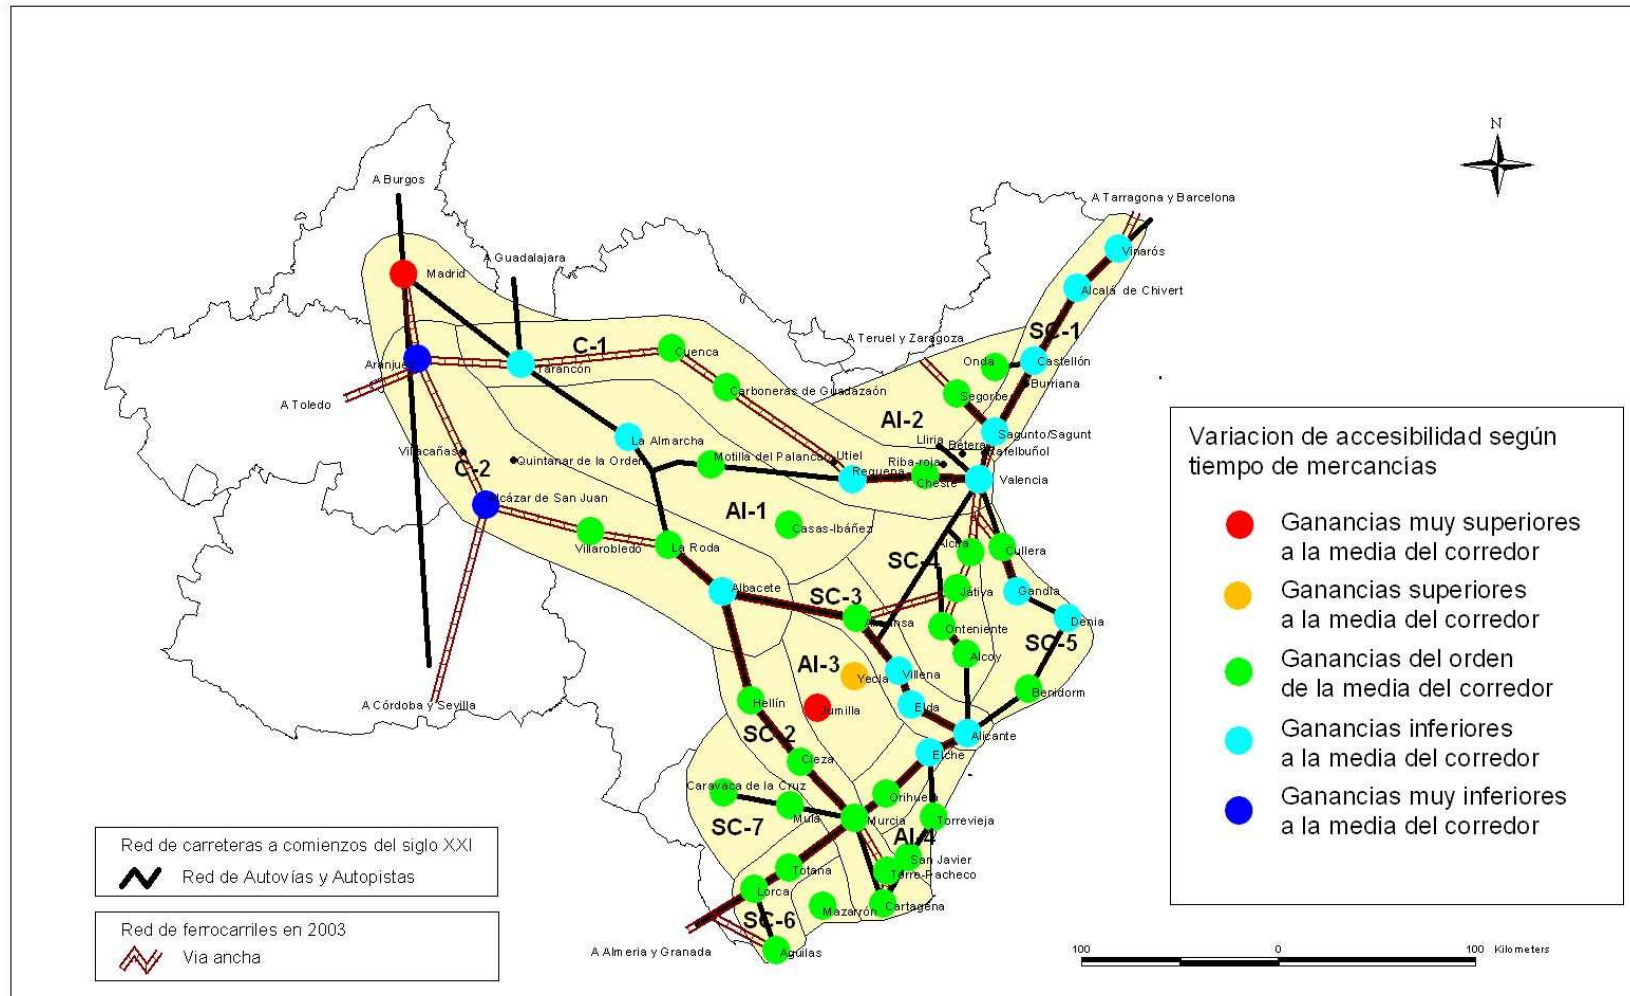 N
A Burgos
A Tarragona y Barcelona
Vinarós
A Guadalajara
Madrid
Alcalá de Chivert
SC-1
A Teruel y Zaragoza
C-1
Cuenca
Onda
Castellón
Aranjuez
Tarancón
Burriana
Carboneras de Guadazaón
Segorbe
A Toledo
AI-2
Sagunto/Sagunt
La Almarcha
Lliria
Bétera
Rafelbuñol
Villacañas
C-2
Quintanar de la Orden
Motilla del Palancar
Utiel
Riba-roja
Requena
Cheste
Valencia
Alcázar de San Juan
AI-1
Casas-Ibáñez
Villarobledo
La Roda
Alcira
Cullera
SC-4
Albacete
SC-3
Játiva
Gandía
Almansa
Denia
Onteniente
SC-5
Alcoy
AI-3
Yecla
Villena
Benidorm
Hellín
Jumilla
Elda
A Córdoba y Sevilla
SC-2
Alicante
Elche
Cieza
Caravaca de la Cruz
Orihuela
Mula
Murcia
Torrevieja
SC-7
AI-4
San Javier
Totana
Torre-Pacheco
Lorca
Mazarrón
Cartagena
SC-6
A Almeria y Granada
Aguilas
Variacion de accesibilidad según
tiempo de mercancías
Ganancias muy superiores
a la media del corredor
Ganancias superiores
a la media del corredor
Ganancias del orden
de la media del corredor
Ganancias inferiores
a la media del corredor
Ganancias muy inferiores
a la media del corredor
Red de carreteras a comienzos del siglo XXI
Red de Autovías y Autopistas
Red de ferrocarriles en 2003
Via ancha
100 0 100 Kilometers